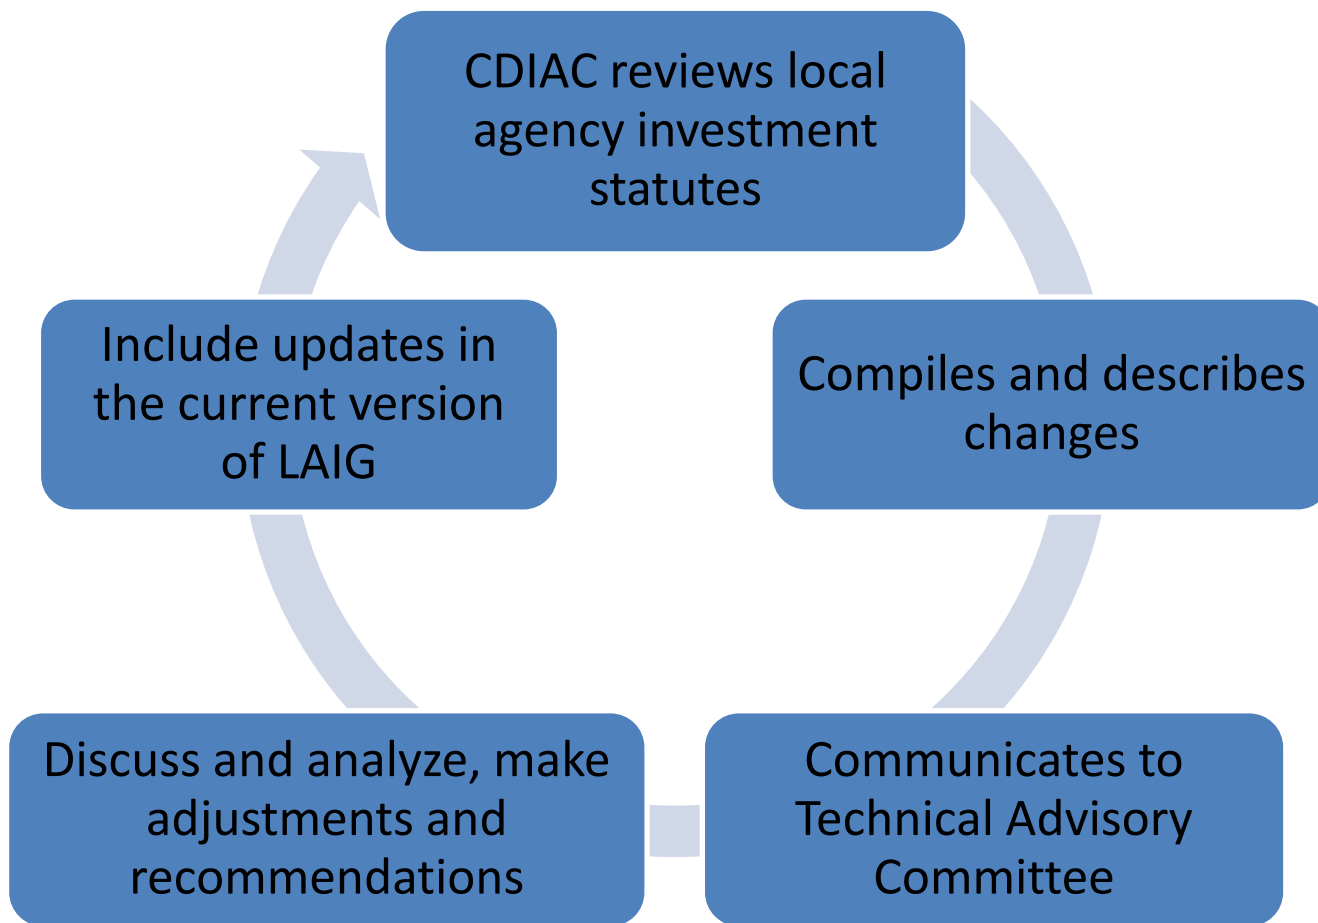 CDIAC reviews local
agency investment
statutes
Compiles and describes
changes
Communicates to
Technical Advisory
Committee
Discuss and analyze, make
adjustments and
recommendations
Include updates in
the current version
of LAIG